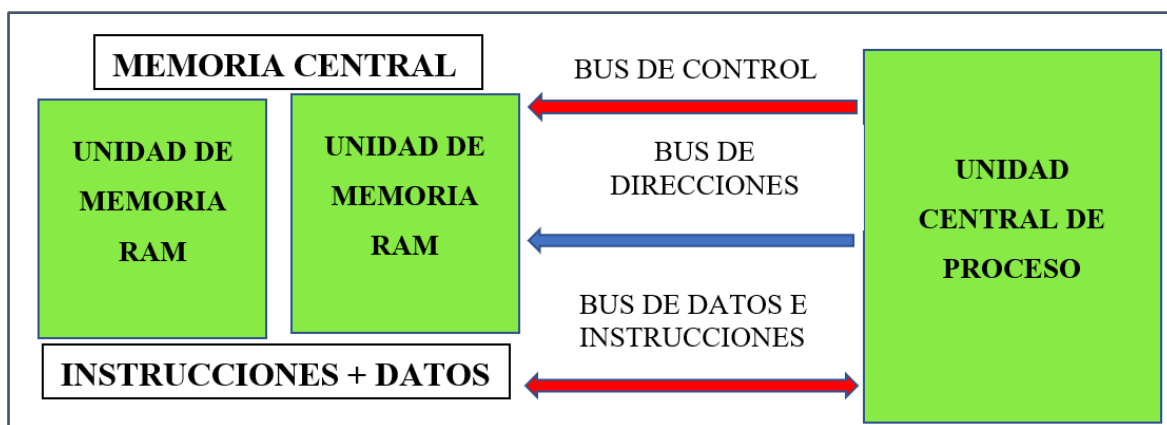 MEMORIA CENTRAL
UNIDAD DE
MEMORIA
RAM
UNIDAD DE
MEMORIA
RAM
INSTRUCCIONES + DATOS
BUS DE CONTROL
BUS DE
DIRECCIONES
BUS DE DATOS E
INSTRUCCIONES
UNIDAD
CENTRAL DE
PROCESO